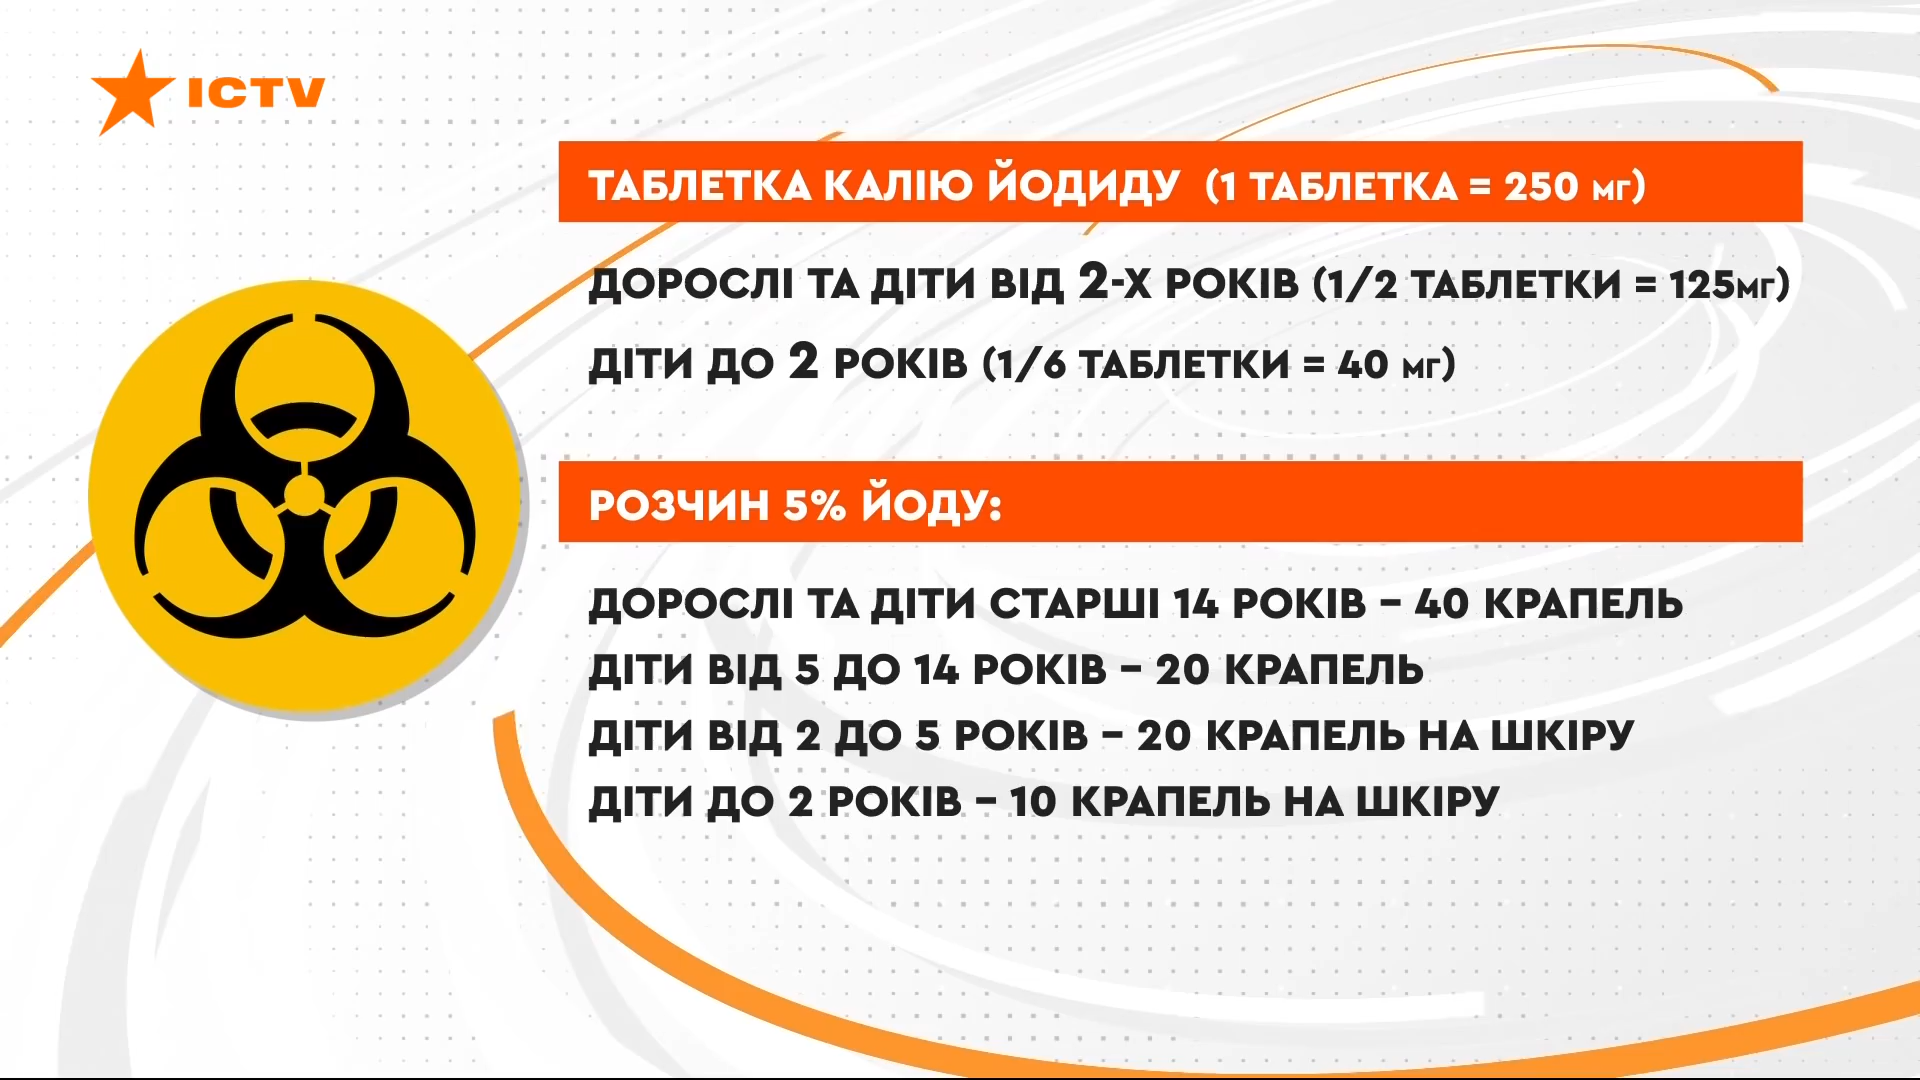 ICTV
ТАБЛЕТКА КАЛІЮ ЙОДИДУ (1 ТАБЛЕТКА = 250 мг)
ДОРОСЛІ ТА ДІТИ ВІД 2-Х РОКІВ (1/2 ТАБЛЕТКИ = 125мг)
ДІТИ ДО 2 РОКІВ (1/6 ТАБЛЕТКИ = 40 мг)
РОЗЧИН 5% ЙОДУ:
ДОРОСЛІ ТА ДІТИ СТАРШІ 14 РОКІВ – 40 КРАПЕЛЬ
ДІТИ ВІД 5 ДО 14 РОКІВ – 20 КРАПЕЛЬ
ДІТИ ВІД 2 ДО 5 РОКІВ – 20 КРАПЕЛЬ НА ШКІРУ
ДІТИ ДО 2 РОКІВ – 10 КРАПЕЛЬ НА ШКІРУ